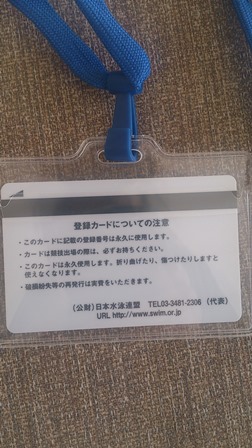 登録カードについての注意
・このカードに記載の登録番号は永久に使用します。
・カードは競技出場の際は、必ずお持ちください。
・このカードは永久使用します。折り曲げたり、傷つけたりしますと
使えなくなります。
・破損紛失等の再発行は実費をいただきます。
(公財)日本水泳連盟 TEL03-3481-2306 (代表)
URL http://www.swim.or.jp